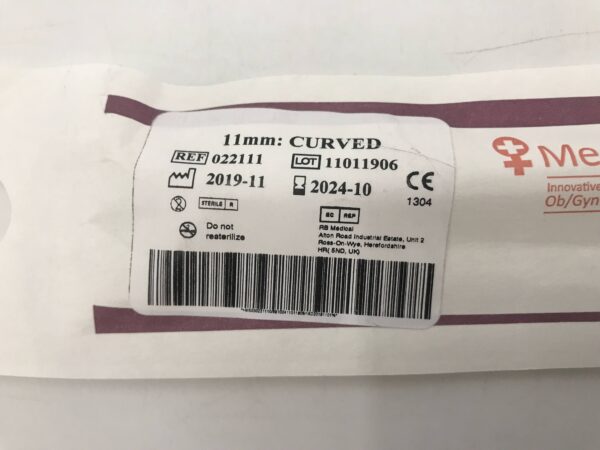 11mm: CURVED
REF 022111 LOT 11011906
2019-11 2024-10 CE
1304
STERILE R
EC REP
Do not
resterilize
RB Medical
Alton Road Industrial Estate, Unit 2
Ross-On-Wye, Herefordshire
HR( 5ND, UK)
Me
Innovative
Ob/Gyn